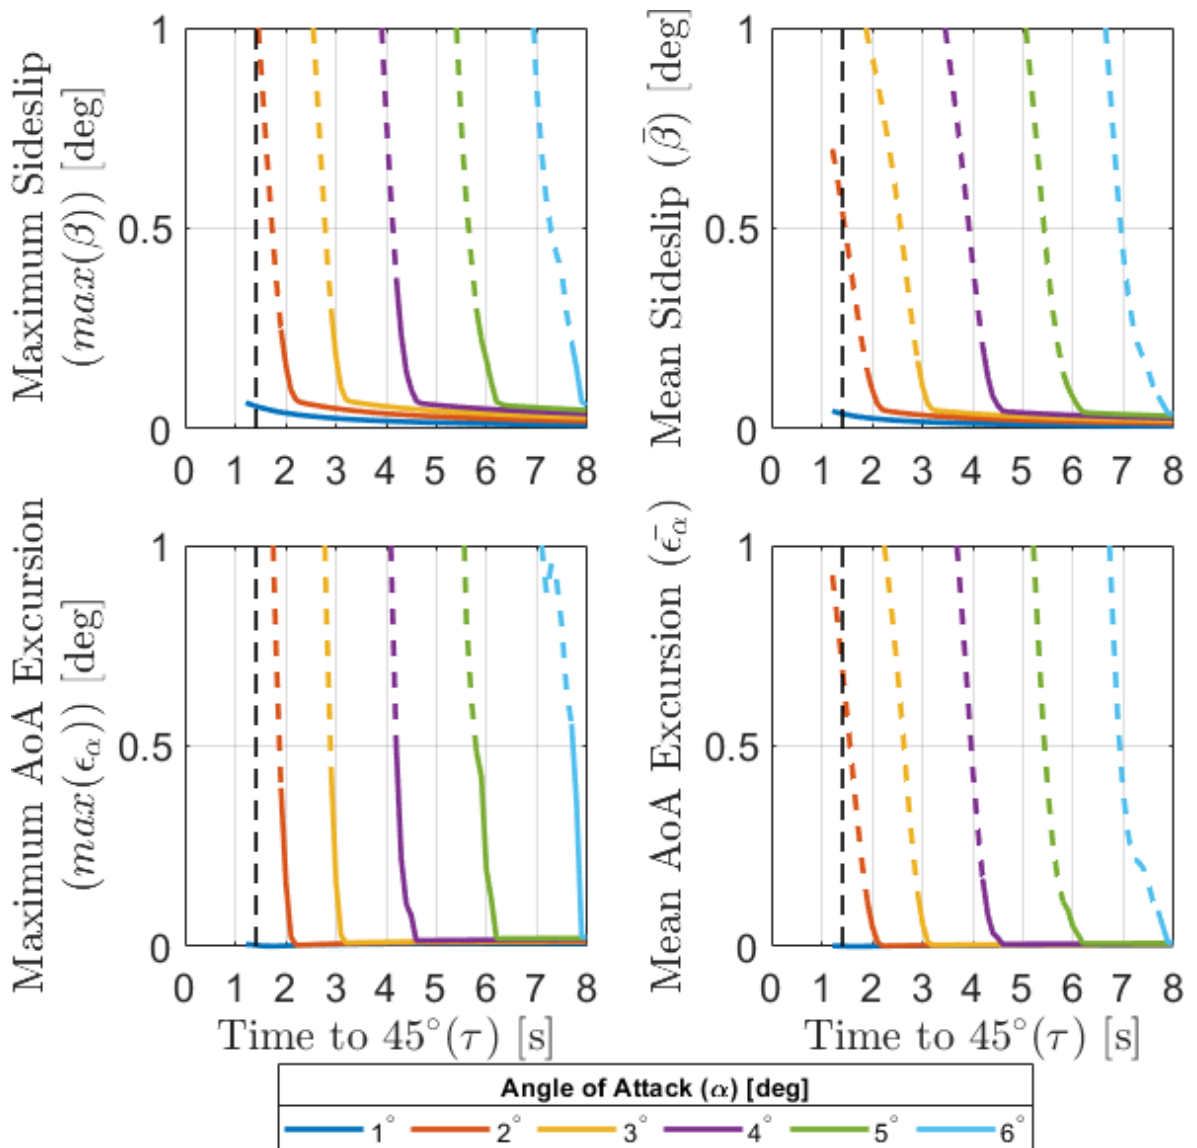 Maximum Sideslip
(max(β)) [deg]
1
0.5
0
0 1 2 3 4 5 6 7 8
Mean Sideslip (β̄) [deg]
1
0.5
0
0 1 2 3 4 5 6 7 8
Maximum AoA Excursion
(max(ϵα)) [deg]
1
0.5
0
0 1 2 3 4 5 6 7 8
Time to 45°(τ) [s]
Mean AoA Excursion (ϵ̄α)
1
0.5
0
0 1 2 3 4 5 6 7 8
Time to 45°(τ) [s]
Angle of Attack (α) [deg]
1° 2° 3° 4° 5° 6°